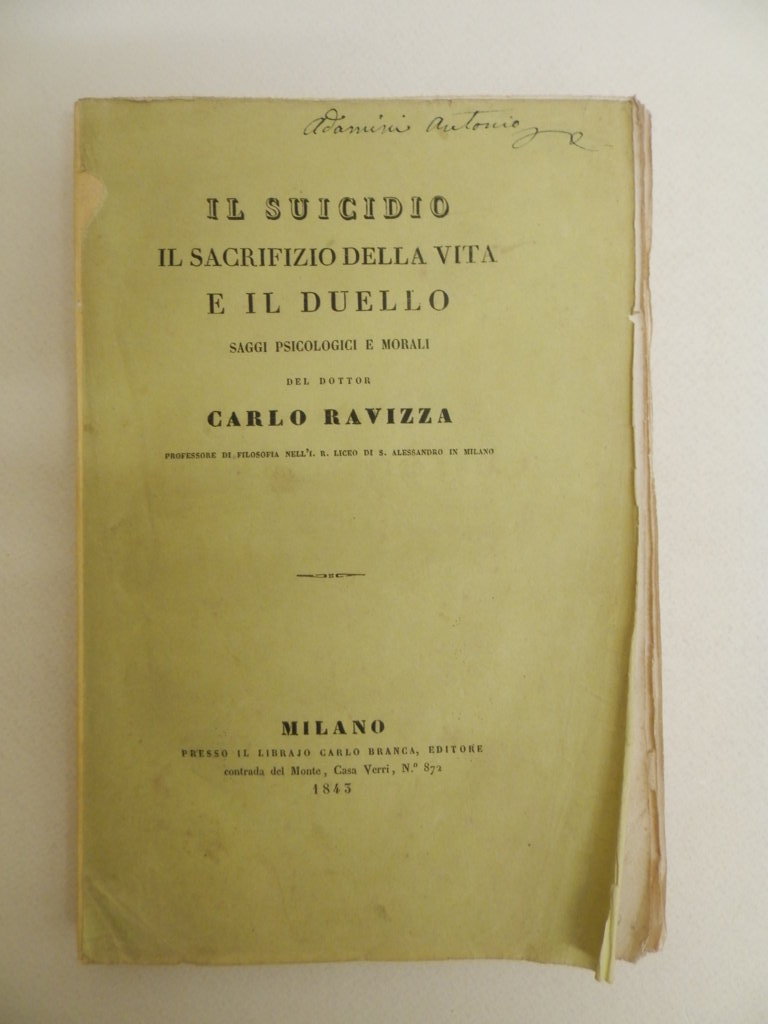 Adamini Antonio
IL SUICIDIO
IL SACRIFIZIO DELLA VITA
E IL DUELLO
SAGGI PSICOLOGICI E MORALI
DEL DOTTOR
CARLO RAVIZZA
PROFESSORE DI FILOSOFIA NELL'I. R. LICEO DI S. ALESSANDRO IN MILANO
MILANO
PRESSO IL LIBRAJO CARLO BRANCA, EDITORE
contrada del Monte, Casa Verri, N.º 872
1843